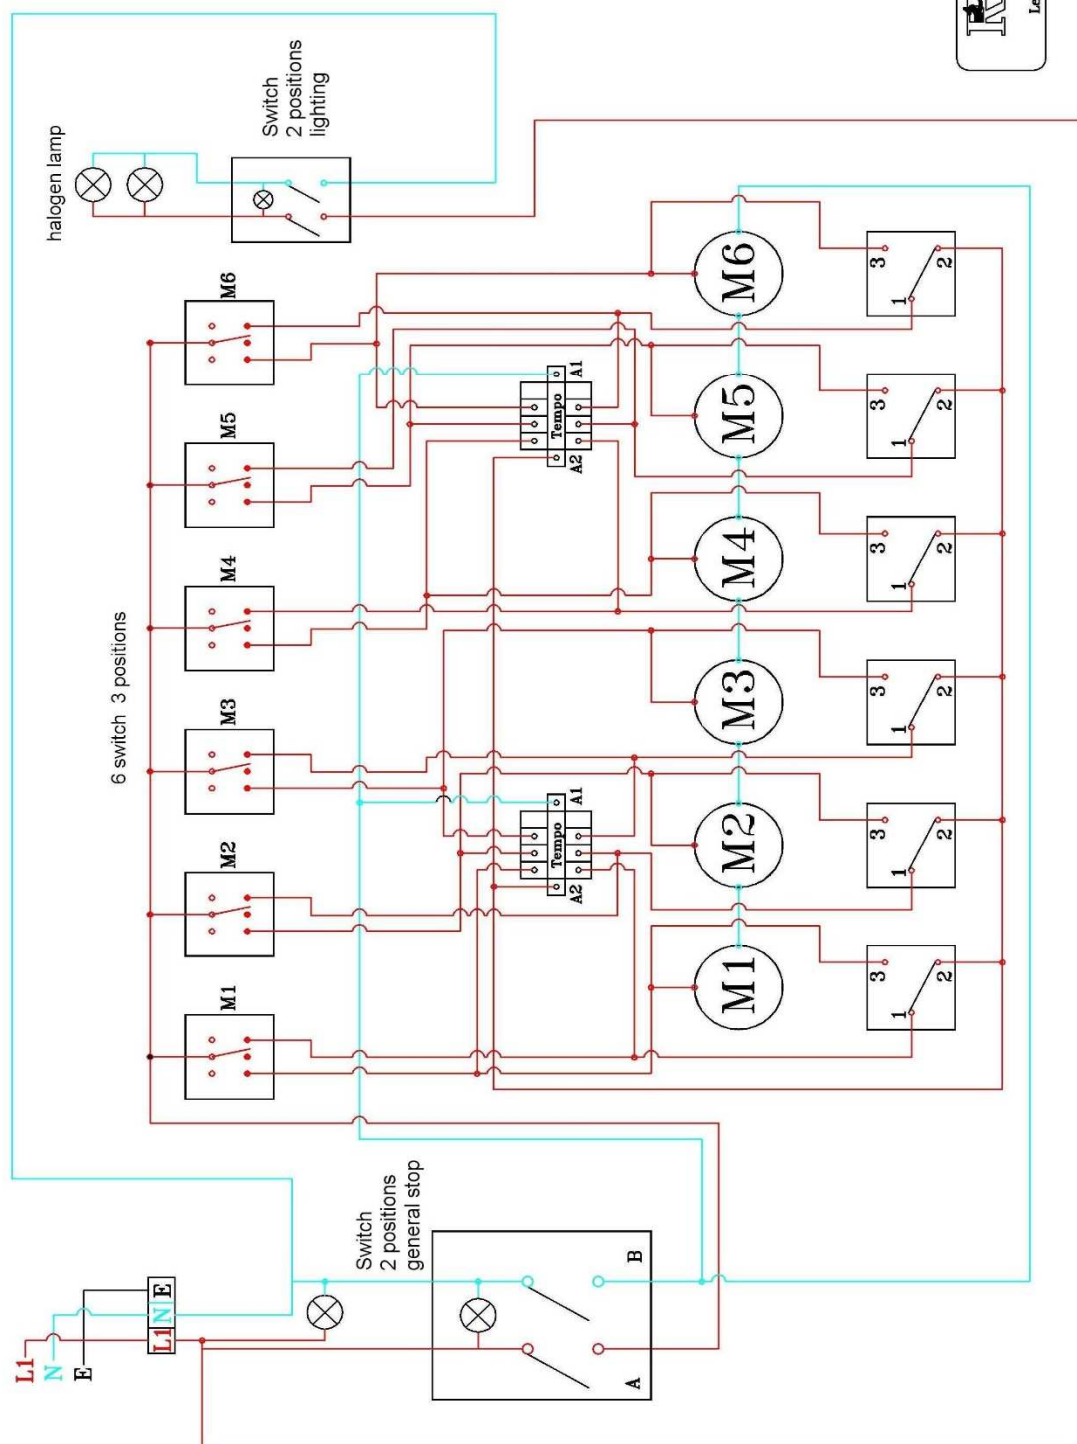 L1
N
E
L1 N E
Switch
2 positions
general stop
A B
6 switch 3 positions
M1
M2
M3
M4
M5
M6
halogen lamp
Switch
2 positions
lighting
A2 Tempo A1
A2 Tempo A1
M1
M2
M3
M4
M5
M6
1 2 3
1 2 3
1 2 3
1 2 3
1 2 3
1 2 3